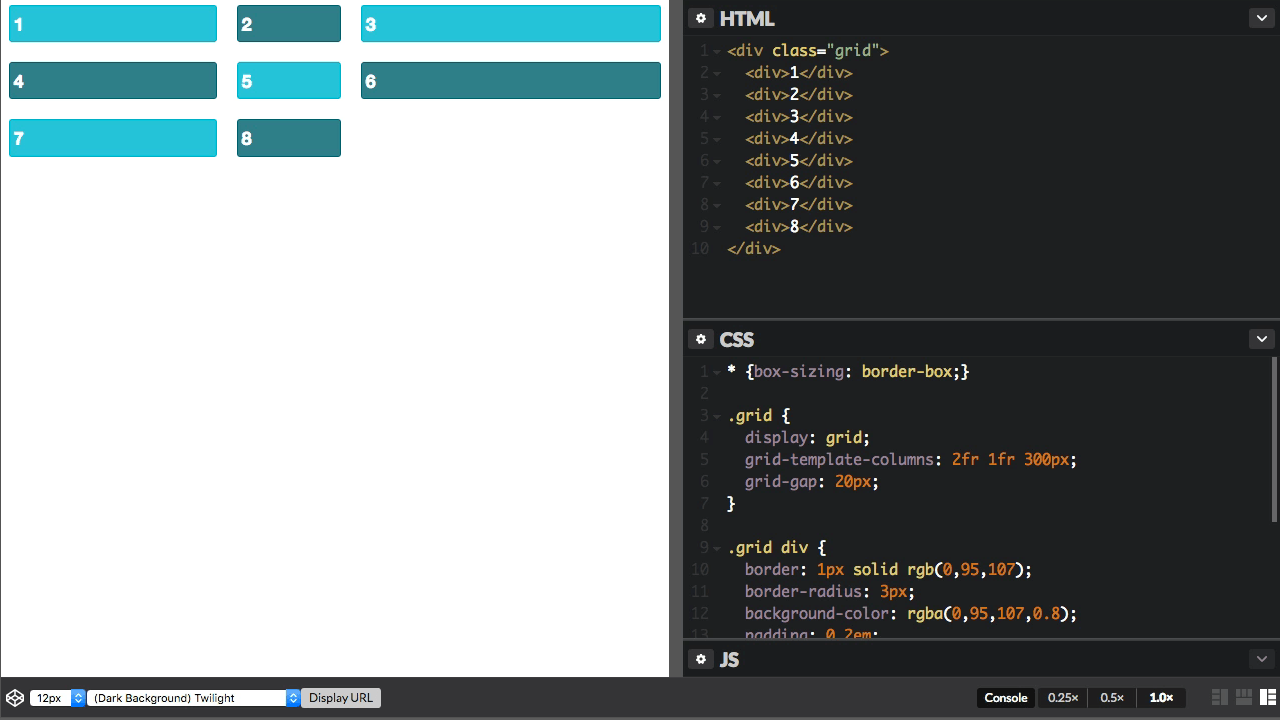 1 2 3
4 5 6
7 8
HTML
1 <div class="grid">
2 <div>1</div>
3 <div>2</div>
4 <div>3</div>
5 <div>4</div>
6 <div>5</div>
7 <div>6</div>
8 <div>7</div>
9 <div>8</div>
10 </div>
CSS
1 * {box-sizing: border-box;}
2
3 .grid {
4 display: grid;
5 grid-template-columns: 2fr 1fr 300px;
6 grid-gap: 20px;
7 }
8
9 .grid div {
10 border: 1px solid rgb(0,95,107);
11 border-radius: 3px;
12 background-color: rgba(0,95,107,0.8);
13 padding: 0.2em;
JS
12px (Dark Background) Twilight Display URL Console 0.25× 0.5× 1.0×